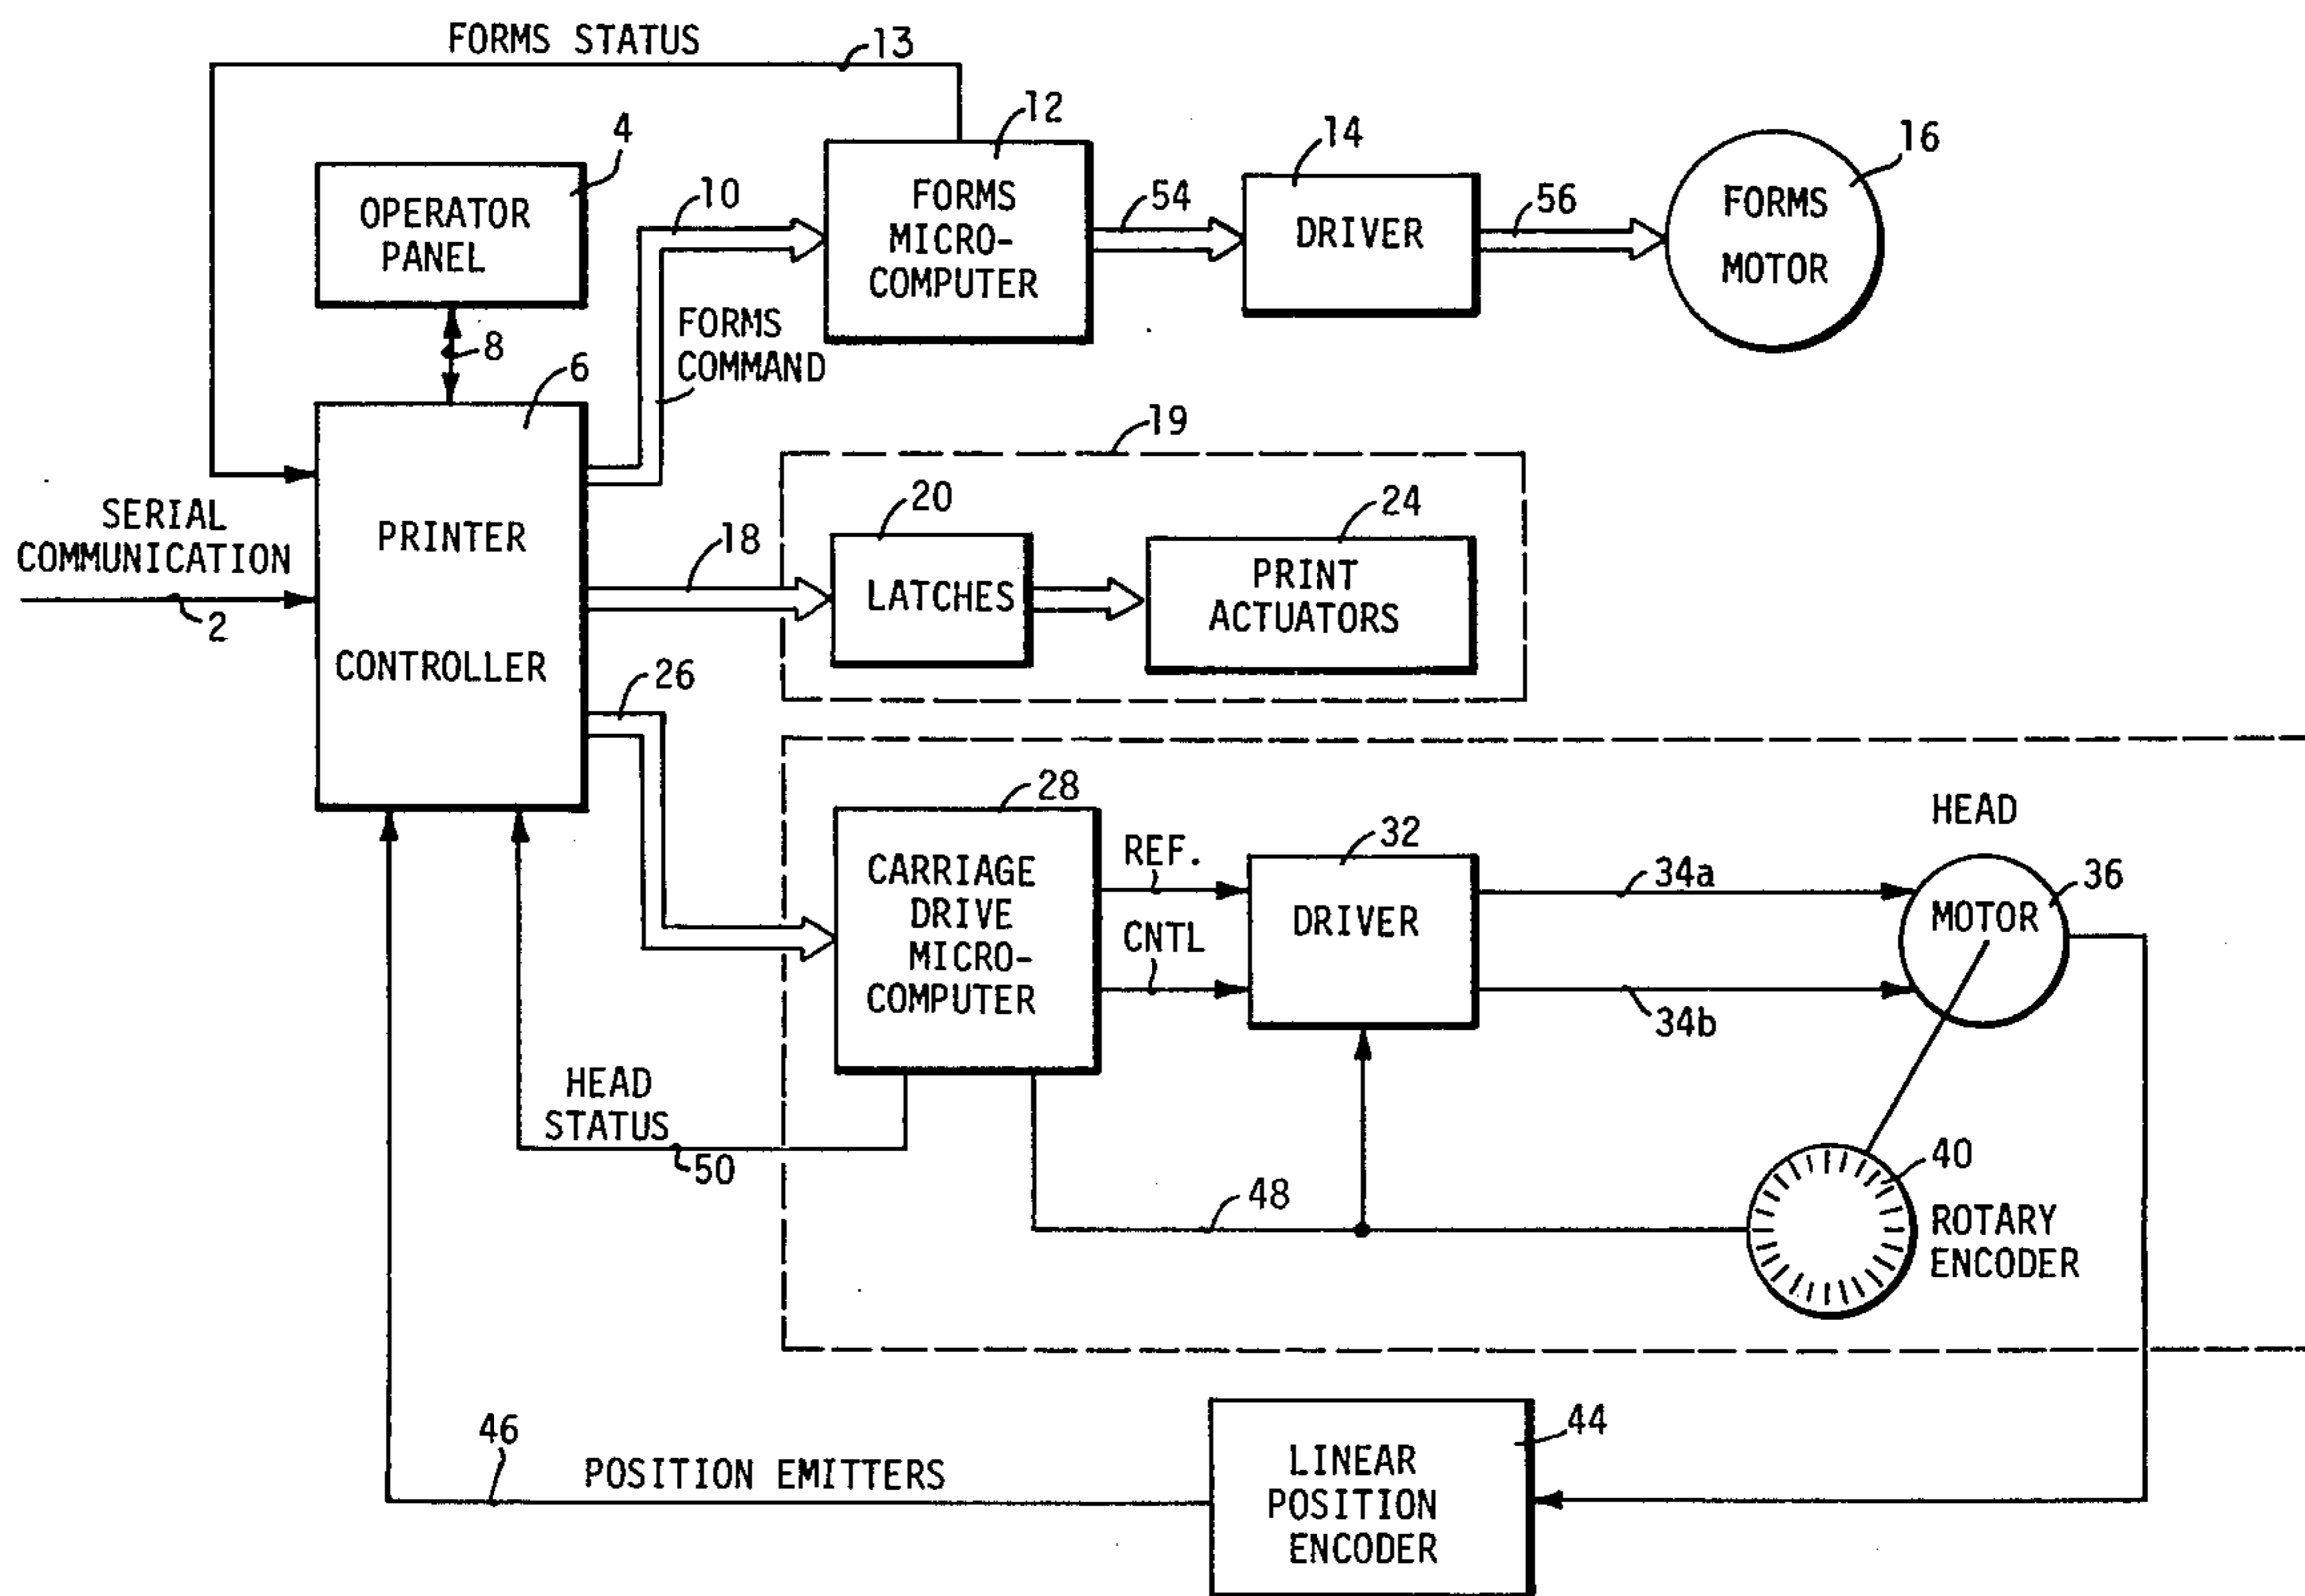 FORMS STATUS
13
12
14
16
4
OPERATOR
PANEL
10
FORMS
MICRO-
COMPUTER
54
DRIVER
56
FORMS
MOTOR
8
FORMS
COMMAND
6
19
SERIAL
COMMUNICATION
2
PRINTER
CONTROLLER
18
20
LATCHES
24
PRINT
ACTUATORS
26
28
CARRIAGE
DRIVE
MICRO-
COMPUTER
REF.
CNTL
32
DRIVER
34a
34b
HEAD
MOTOR
36
HEAD
STATUS
50
48
40
ROTARY
ENCODER
46
POSITION EMITTERS
44
LINEAR
POSITION
ENCODER